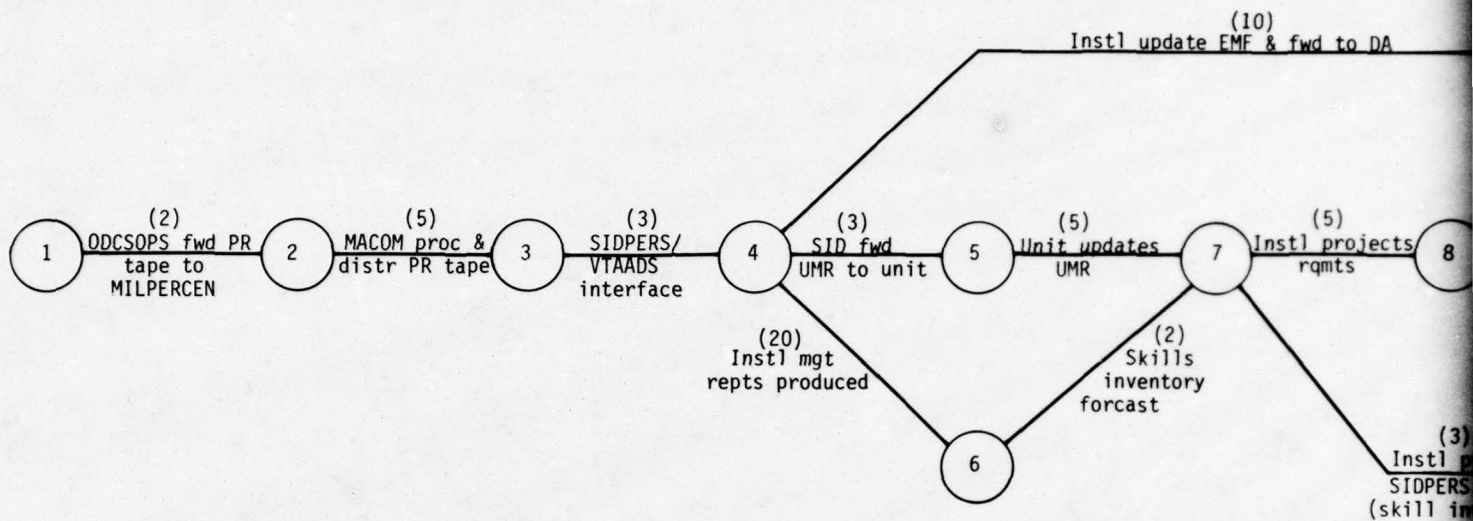 (10)
Instl update EMF & fwd to DA
1
(2)
ODCSOPS fwd PR
tape to
MILPERCEN
2
(5)
MACOM proc &
distr PR tape
3
(3)
SIDPERS/
VTAADS
interface
4
(3)
SID fwd
UMR to unit
5
(5)
Unit updates
UMR
7
(5)
Instl projects
rqmts
8
(20)
Instl mgt
repts produced
(2)
Skills
inventory
forcast
6
(3)
Instl
SIDPERS
(skill